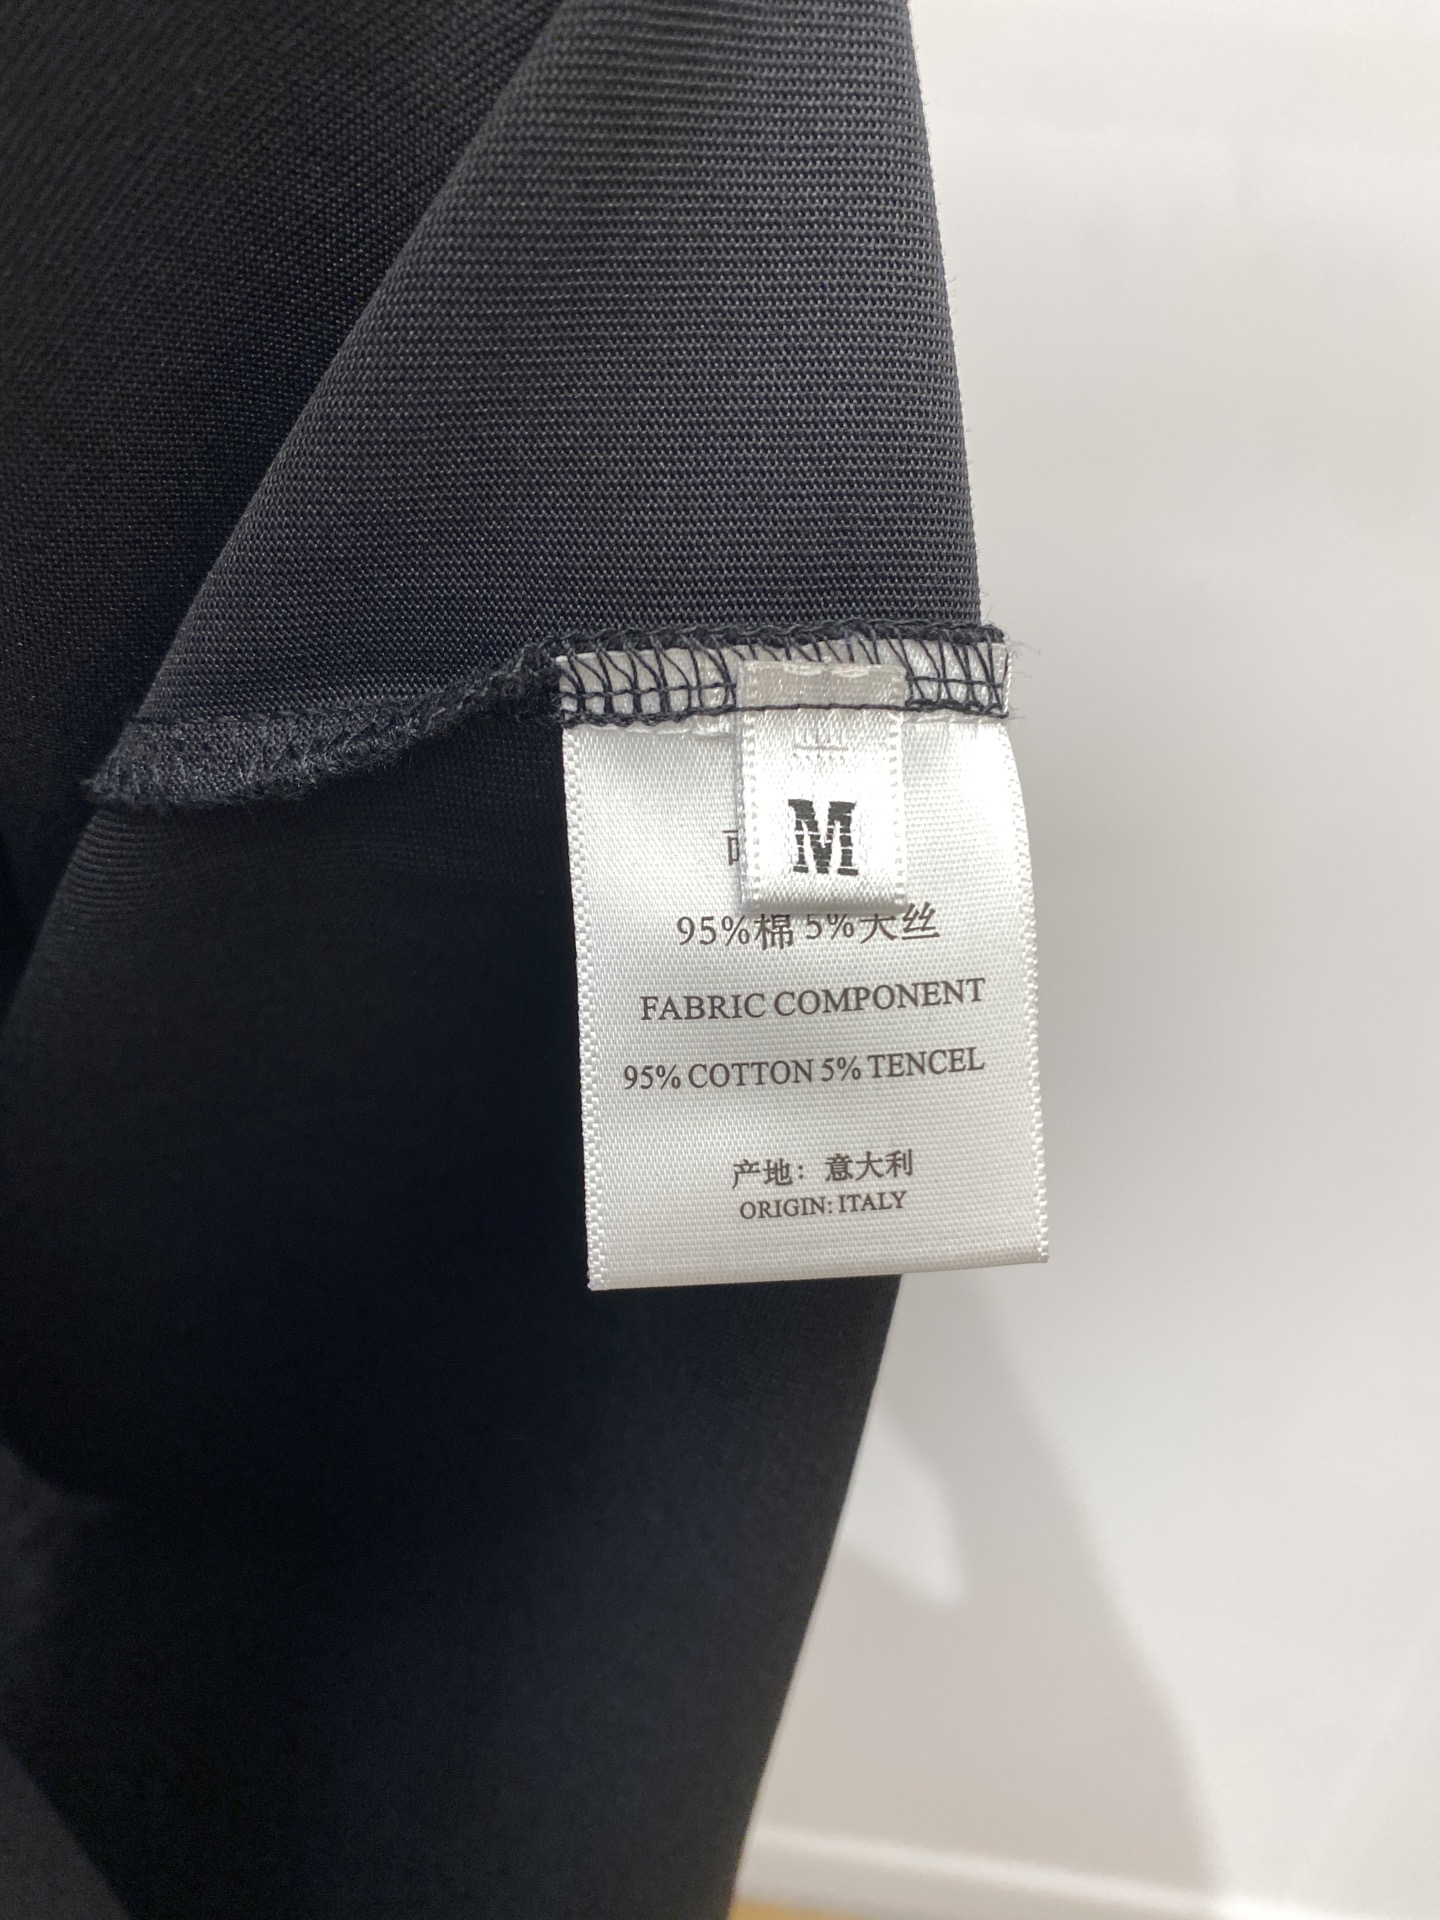 M
95%棉 5%天丝
FABRIC COMPONENT
95% COTTON 5% TENCEL
产地：意大利
ORIGIN: ITALY